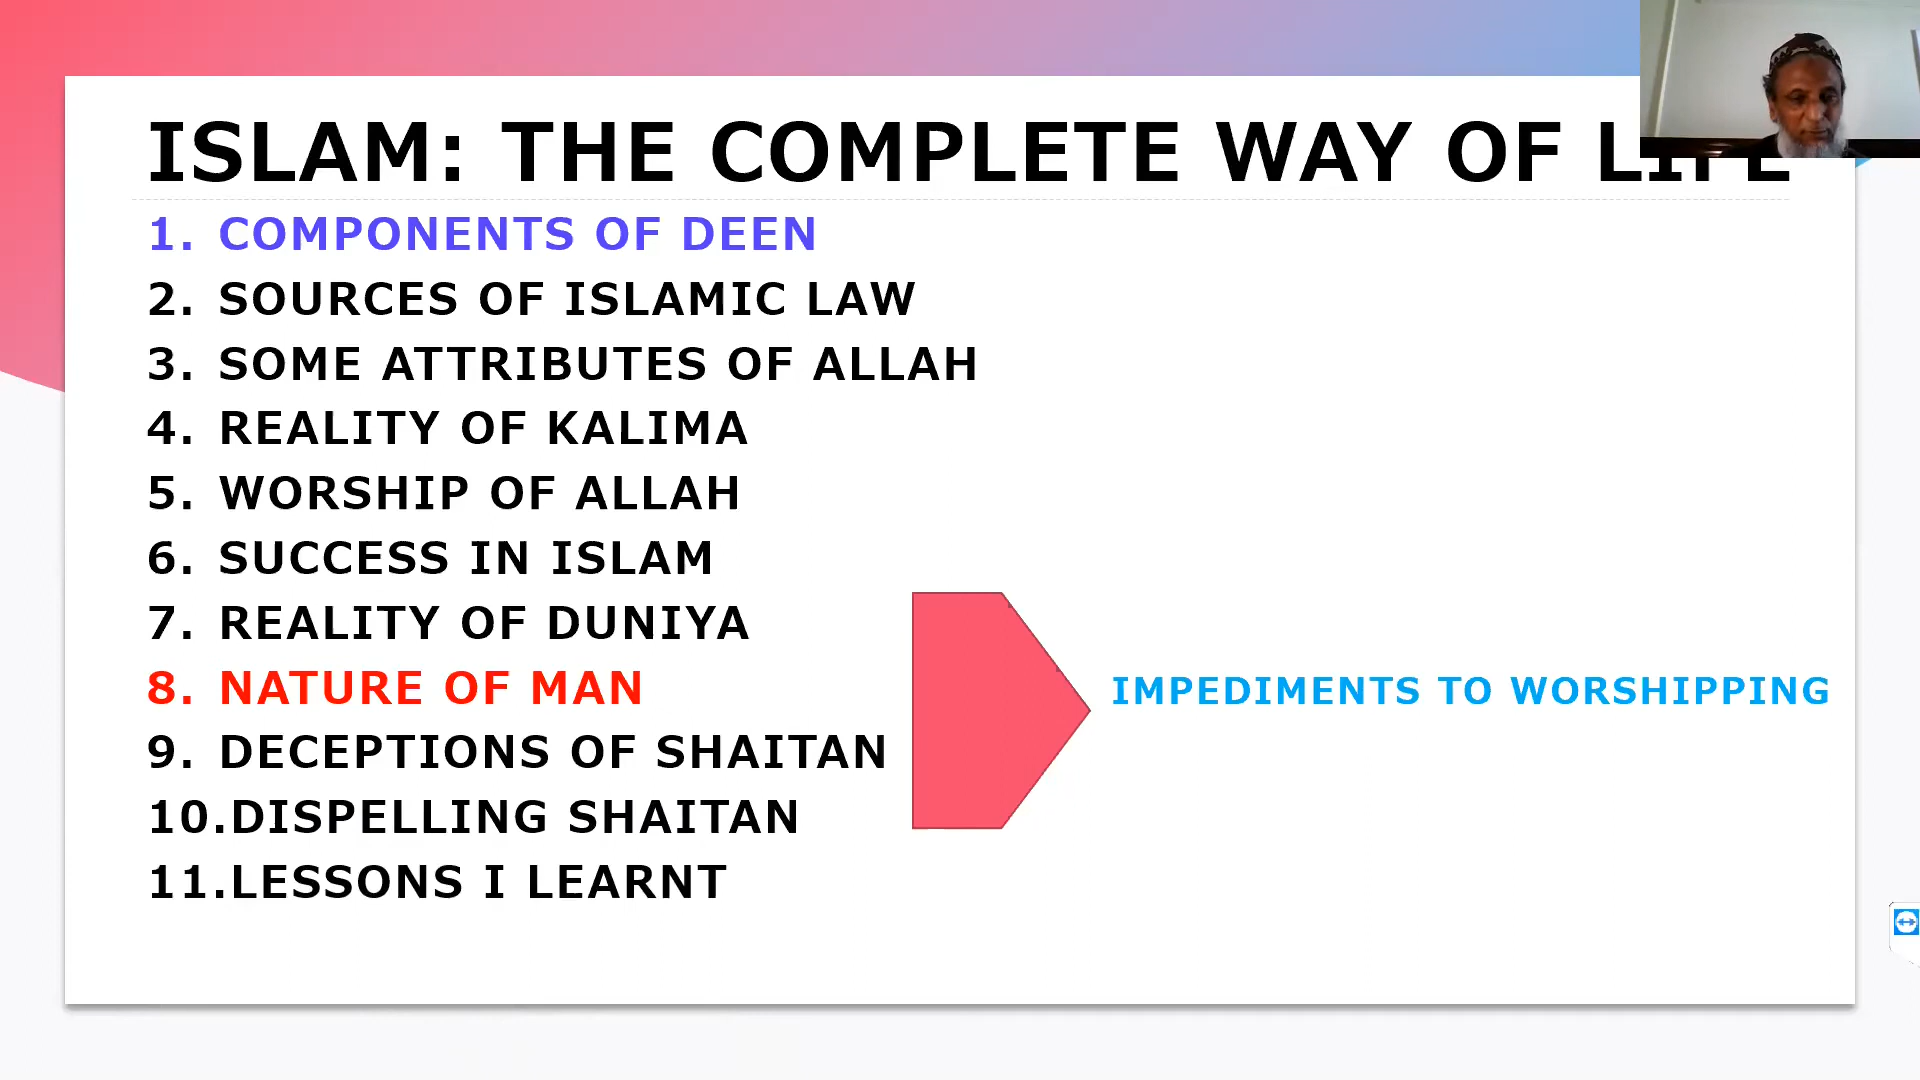 ISLAM: THE COMPLETE WAY OF LIFE
1. COMPONENTS OF DEEN
2. SOURCES OF ISLAMIC LAW
3. SOME ATTRIBUTES OF ALLAH
4. REALITY OF KALIMA
5. WORSHIP OF ALLAH
6. SUCCESS IN ISLAM
7. REALITY OF DUNIYA
8. NATURE OF MAN
IMPEDIMENTS TO WORSHIPPING
9. DECEPTIONS OF SHAITAN
10.DISPELLING SHAITAN
11.LESSONS I LEARNT